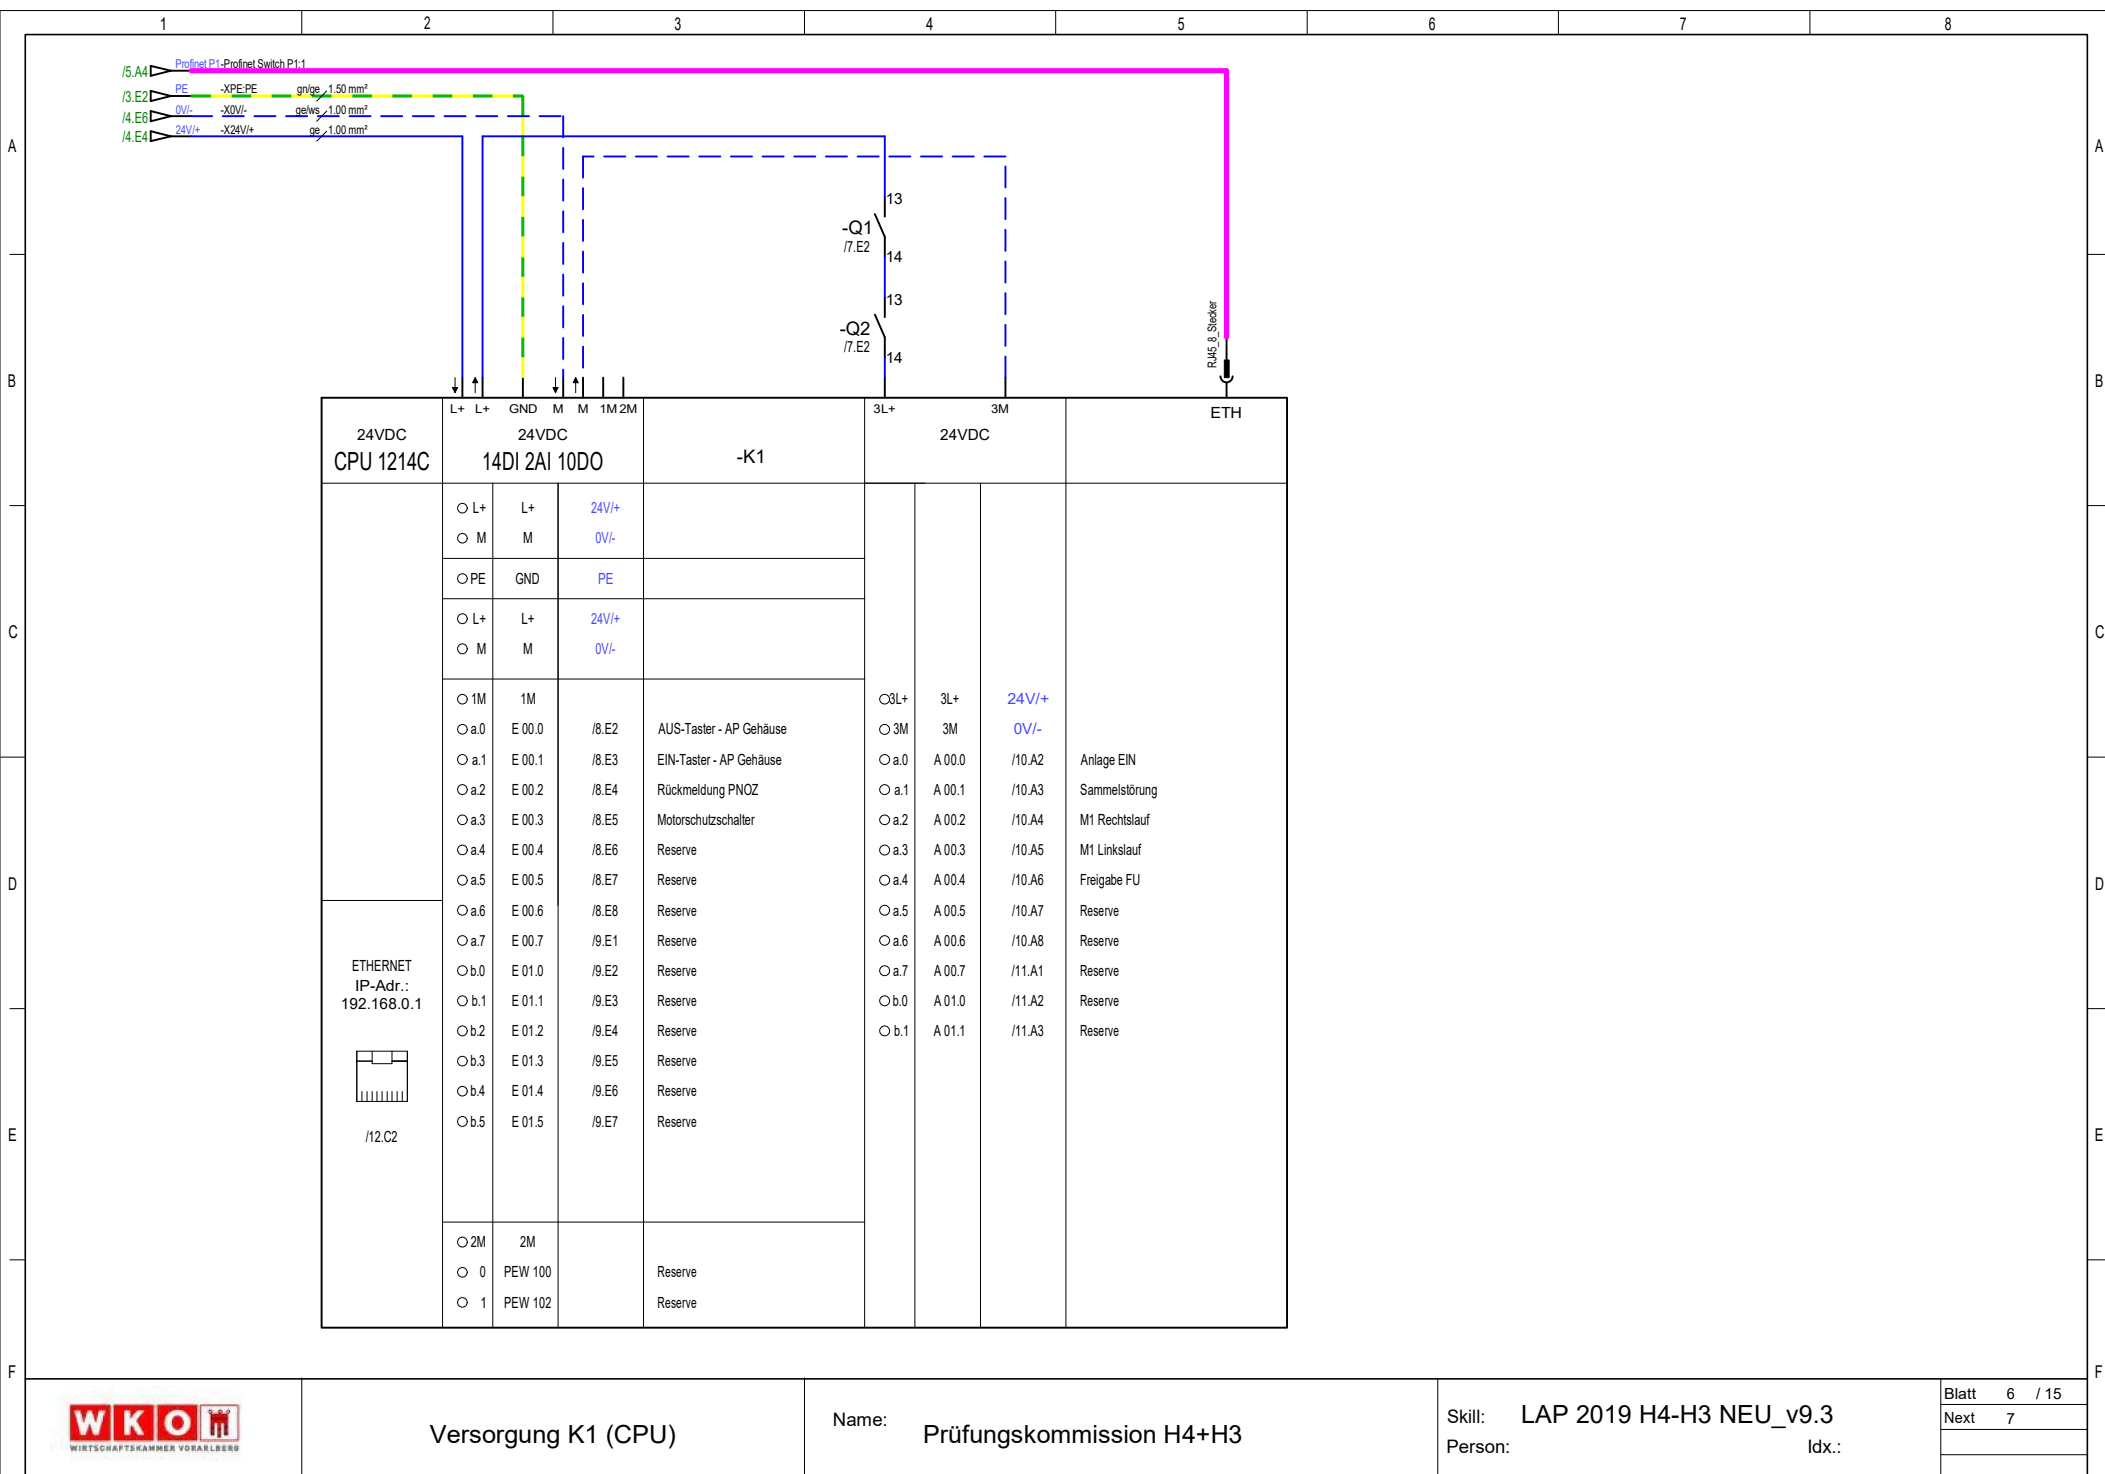 1 2 3 4 5 6 7 8
/5.A4 Profinet P1 -Profinet Switch P1:1
/3.E2 PE -XPE:PE gn/ge 1.50 mm²
/4.E6 0V/- -X0V/- ge/ws 1.00 mm²
/4.E4 24V/+ -X24V/+ ge 1.00 mm²
A A
13
-Q1
/7.E2
14
13
-Q2
/7.E2
14
RJ45_8_Stecker
B B
L+ L+ GND M M 1M 2M 3L+ 3M ETH
24VDC 24VDC 24VDC
CPU 1214C 14DI 2AI 10DO -K1
L+ L+ 24V/+
M M 0V/-
PE GND PE
L+ L+ 24V/+
C C
M M 0V/-
1M 1M 3L+ 3L+ 24V/+
a.0 E 00.0 /8.E2 AUS-Taster - AP Gehäuse 3M 3M 0V/-
a.1 E 00.1 /8.E3 EIN-Taster - AP Gehäuse a.0 A 00.0 /10.A2 Anlage EIN
a.2 E 00.2 /8.E4 Rückmeldung PNOZ a.1 A 00.1 /10.A3 Sammelstörung
a.3 E 00.3 /8.E5 Motorschutzschalter a.2 A 00.2 /10.A4 M1 Rechtslauf
a.4 E 00.4 /8.E6 Reserve a.3 A 00.3 /10.A5 M1 Linkslauf
D D
a.5 E 00.5 /8.E7 Reserve a.4 A 00.4 /10.A6 Freigabe FU
a.6 E 00.6 /8.E8 Reserve a.5 A 00.5 /10.A7 Reserve
a.7 E 00.7 /9.E1 Reserve a.6 A 00.6 /10.A8 Reserve
ETHERNET
b.0 E 01.0 /9.E2 Reserve a.7 A 00.7 /11.A1 Reserve
IP-Adr.:
192.168.0.1
b.1 E 01.1 /9.E3 Reserve b.0 A 01.0 /11.A2 Reserve
b.2 E 01.2 /9.E4 Reserve b.1 A 01.1 /11.A3 Reserve
b.3 E 01.3 /9.E5 Reserve
b.4 E 01.4 /9.E6 Reserve
b.5 E 01.5 /9.E7 Reserve
/12.C2
E E
2M 2M
0 PEW 100 Reserve
1 PEW 102 Reserve
F F
WKO
WIRTSCHAFTSKAMMER VORARLBERG
Versorgung K1 (CPU)
Name: Prüfungskommission H4+H3
Skill: LAP 2019 H4-H3 NEU_v9.3
Person: Idx.:
Blatt 6 / 15
Next 7